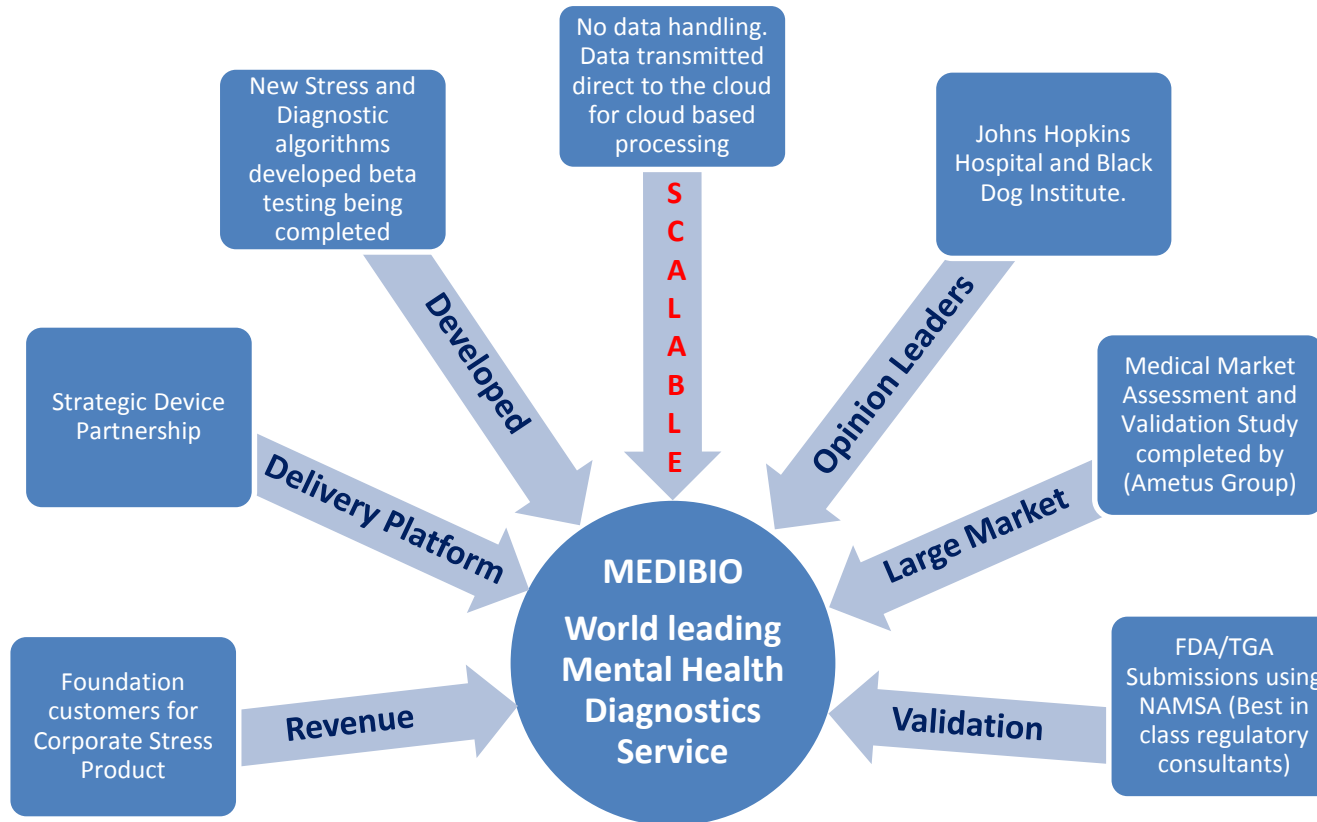 No data handling.
Data transmitted
direct to the cloud
for cloud based
processing
New Stress and
Diagnostic
algorithms
developed beta
testing being
completed
Johns Hopkins
Hospital and Black
Dog Institute.
S
C
A
L
A
B
L
E
Developed
Opinion Leaders
Strategic Device
Partnership
Delivery Platform
Medical Market
Assessment and
Validation Study
completed by
(Ametus Group)
Large Market
MEDIBIO
World leading
Mental Health
Diagnostics
Service
Foundation
customers for
Corporate Stress
Product
Revenue
FDA/TGA
Submissions using
NAMSA (Best in
class regulatory
consultants)
Validation